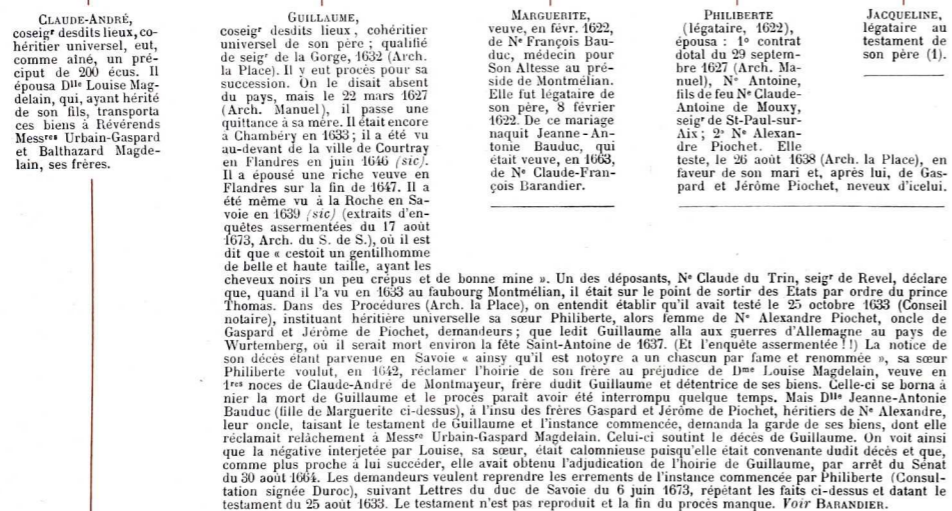 CLAUDE-ANDRÉ,
coseigʳ desdits lieux, co-
héritier universel, eut,
comme aîné, un pré-
ciput de 200 écus. Il
épousa Dˡˡᵉ Louise Mag-
delain, qui, ayant hérité
de son fils, transporta
ces biens à Révérends
Messʳᵉˢ Urbain-Gaspard
et Balthazard Magde-
lain, ses frères.
GUILLAUME,
coseigʳ desdits lieux, cohéritier
universel de son père ; qualifié
de seigʳ de la Gorge, 1632 (Arch.
la Place). Il y eut procès pour sa
succession. On le disait absent
du pays, mais le 22 mars 1627
(Arch. Manuel), il passe une
quittance à sa mère. Il était encore
à Chambéry en 1633 ; il a été vu
au-devant de la ville de Courtray
en Flandres en juin 1646 (sic).
Il a épousé une riche veuve en
Flandres sur la fin de 1647. Il a
été même vu à la Roche en Sa-
voie en 1639 (sic) (extraits d'en-
quêtes assermentées du 17 août
1673, Arch. du S. de S.), où il est
dit que « cestoit un gentilhomme
de belle et haute taille, ayant les
MARGUERITE,
veuve, en févr. 1622,
de Nᵉ François Bau-
duc, médecin pour
Son Altesse au pré-
side de Montmélian.
Elle fut légataire de
son père, 8 février
1622. De ce mariage
naquit Jeanne-An-
tonie Bauduc, qui
était veuve, en 1663,
de Nᵉ Claude-Fran-
çois Barandier.
PHILIBERTE
(légataire, 1622),
épousa : 1º contrat
dotal du 29 septem-
bre 1627 (Arch. Ma-
nuel), Nᵉ Antoine,
fils de feu Nᵉ Claude-
Antoine de Mouxy,
seigʳ de St-Paul-sur-
Aix ; 2º Nᵉ Alexan-
dre Piochet. Elle
teste, le 26 août 1638 (Arch. la Place), en
faveur de son mari et, après lui, de Gas-
pard et Jérôme Piochet, neveux d'icelui.
JACQUELINE,
légataire au
testament de
son père (1).
cheveux noirs un peu crépus et de bonne mine ». Un des déposants, Nᵉ Claude du Trin, seigʳ de Revel, déclare
que, quand il l'a vu en 1633 au faubourg Montmélian, il était sur le point de sortir des Etats par ordre du prince
Thomas. Dans des Procédures (Arch. la Place), on entendit établir qu'il avait testé le 25 octobre 1633 (Conseil
notaire), instituant héritière universelle sa sœur Philiberte, alors femme de Nᵉ Alexandre Piochet, oncle de
Gaspard et Jérôme de Piochet, demandeurs ; que ledit Guillaume alla aux guerres d'Allemagne au pays de
Wurtemberg, où il serait mort environ la fête Saint-Antoine de 1637. (Et l'enquête assermentée !!) La notice de
son décès étant parvenue en Savoie « ainsy qu'il est notoyre a un chascun par fame et renommée », sa sœur
Philiberte voulut, en 1642, réclamer l'hoirie de son frère au préjudice de Dᵐᵉ Louise Magdelain, veuve en
1ʳᵉˢ noces de Claude-André de Montmayeur, frère dudit Guillaume et détentrice de ses biens. Celle-ci se borna à
nier la mort de Guillaume et le procès paraît avoir été interrompu quelque temps. Mais Dˡˡᵉ Jeanne-Antonie
Bauduc (fille de Marguerite ci-dessus), à l'insu des frères Gaspard et Jérôme de Piochet, héritiers de Nᵉ Alexandre,
leur oncle, taisant le testament de Guillaume et l'instance commencée, demanda la garde de ses biens, dont elle
réclamait relâchement à Messʳᵉ Urbain-Gaspard Magdelain. Celui-ci soutint le décès de Guillaume. On voit ainsi
que la négative interjetée par Louise, sa sœur, était calomnieuse puisqu'elle était convenante dudit décès et que,
comme plus proche à lui succéder, elle avait obtenu l'adjudication de l'hoirie de Guillaume, par arrêt du Sénat
du 30 août 1664. Les demandeurs veulent reprendre les errements de l'instance commencée par Philiberte (Consul-
tation signée Duroc), suivant Lettres du duc de Savoie du 6 juin 1673, répétant les faits ci-dessus et datant le
testament du 25 août 1633. Le testament n'est pas reproduit et la fin du procès manque. Voir BARANDIER.